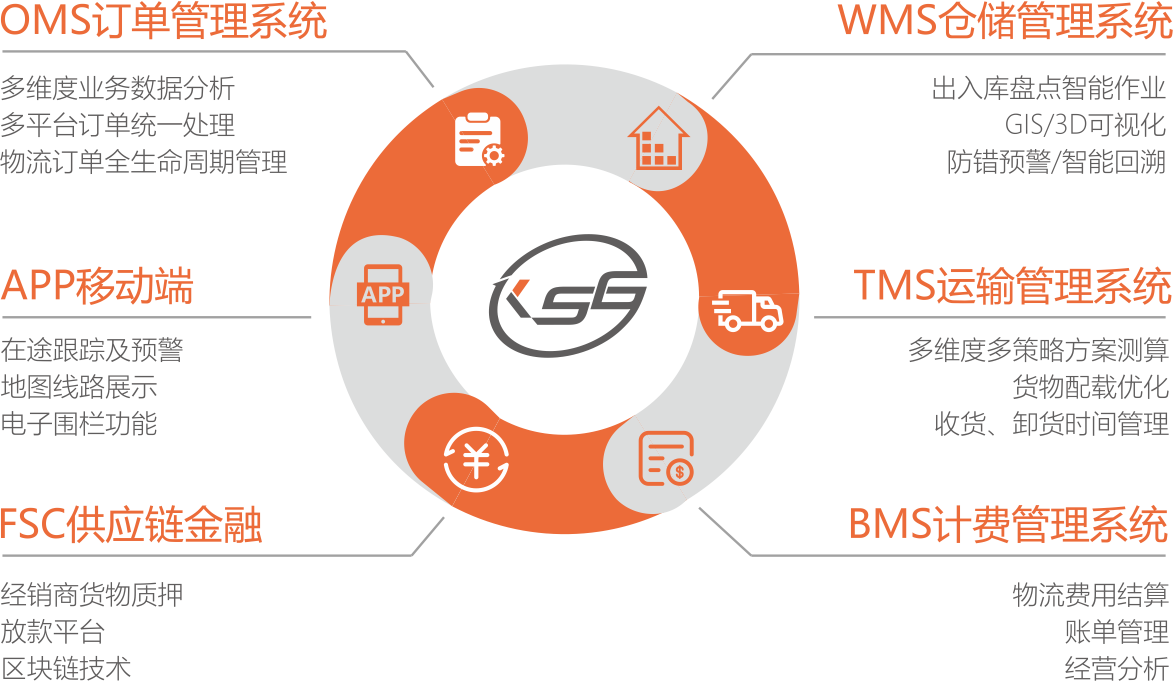 OMS订单管理系统
多维度业务数据分析
多平台订单统一处理
物流订单全生命周期管理
WMS仓储管理系统
出入库盘点智能作业
GIS/3D可视化
防错预警/智能回溯
APP移动端
在途跟踪及预警
地图线路展示
电子围栏功能
APP
KSG
TMS运输管理系统
多维度多策略方案测算
货物配载优化
收货、卸货时间管理
¥
$
FSC供应链金融
经销商货物质押
放款平台
区块链技术
BMS计费管理系统
物流费用结算
账单管理
经营分析